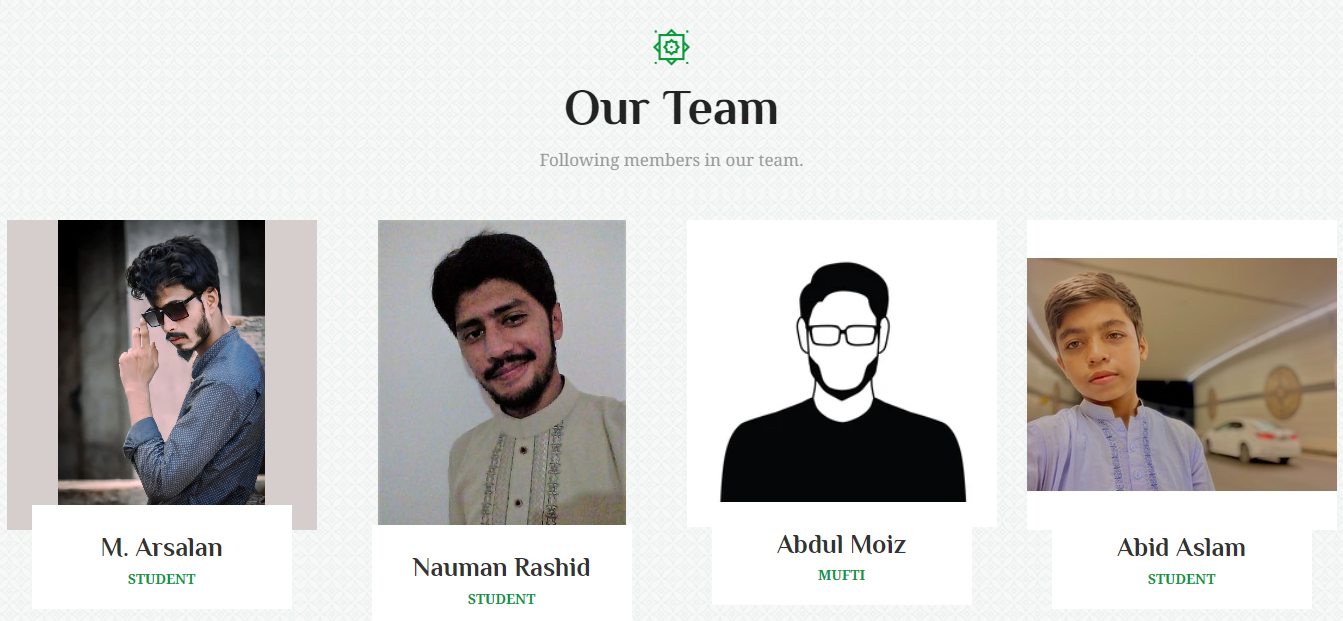 Our Team
Following members in our team.
M. Arsalan
STUDENT
Nauman Rashid
STUDENT
Abdul Moiz
MUFTI
Abid Aslam
STUDENT